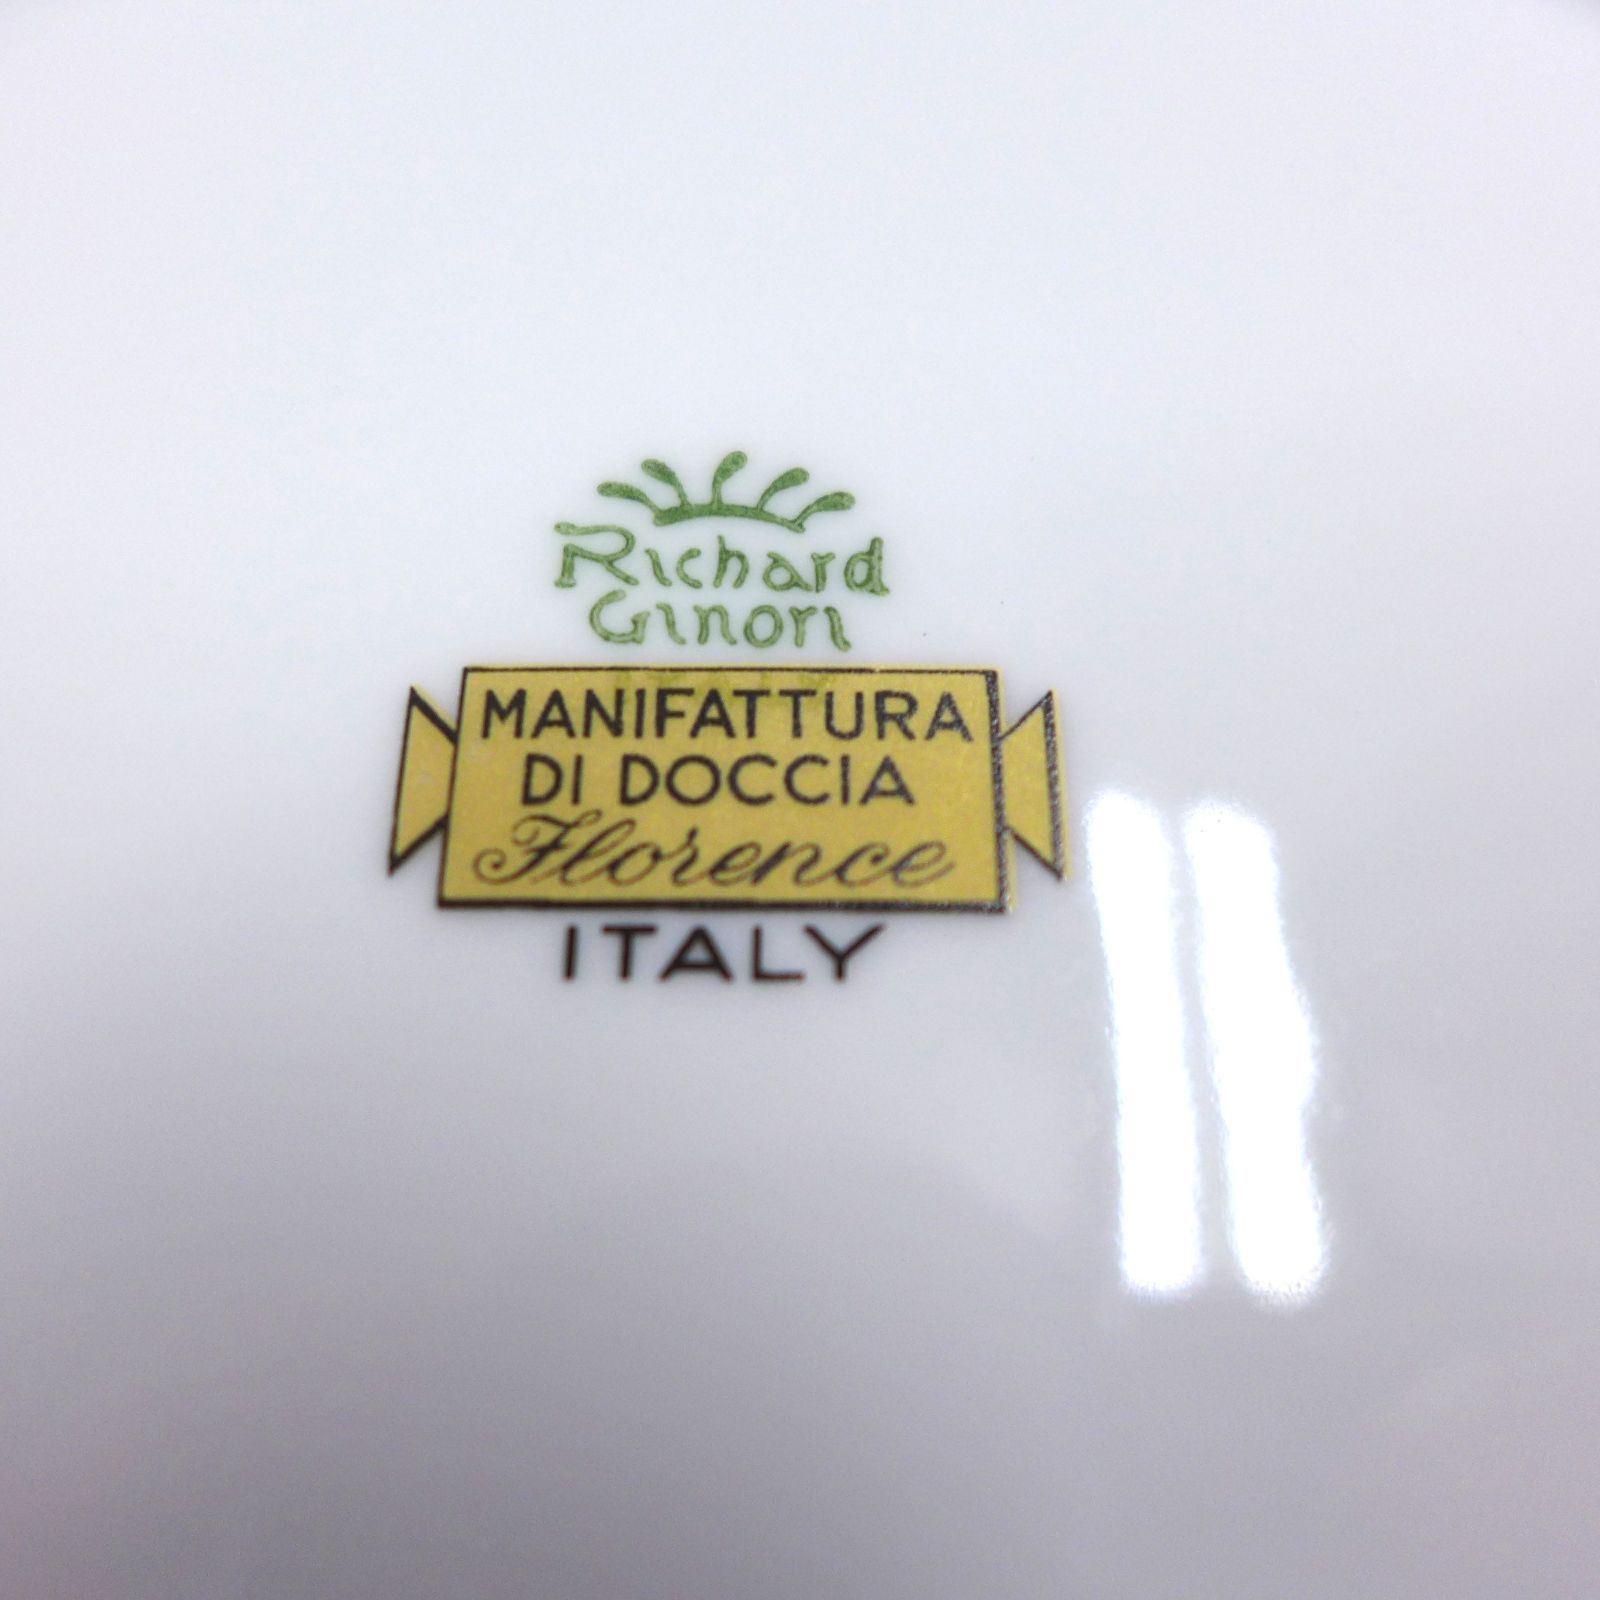 Richard
Ginori
MANIFATTURA
DI DOCCIA
Florence
ITALY